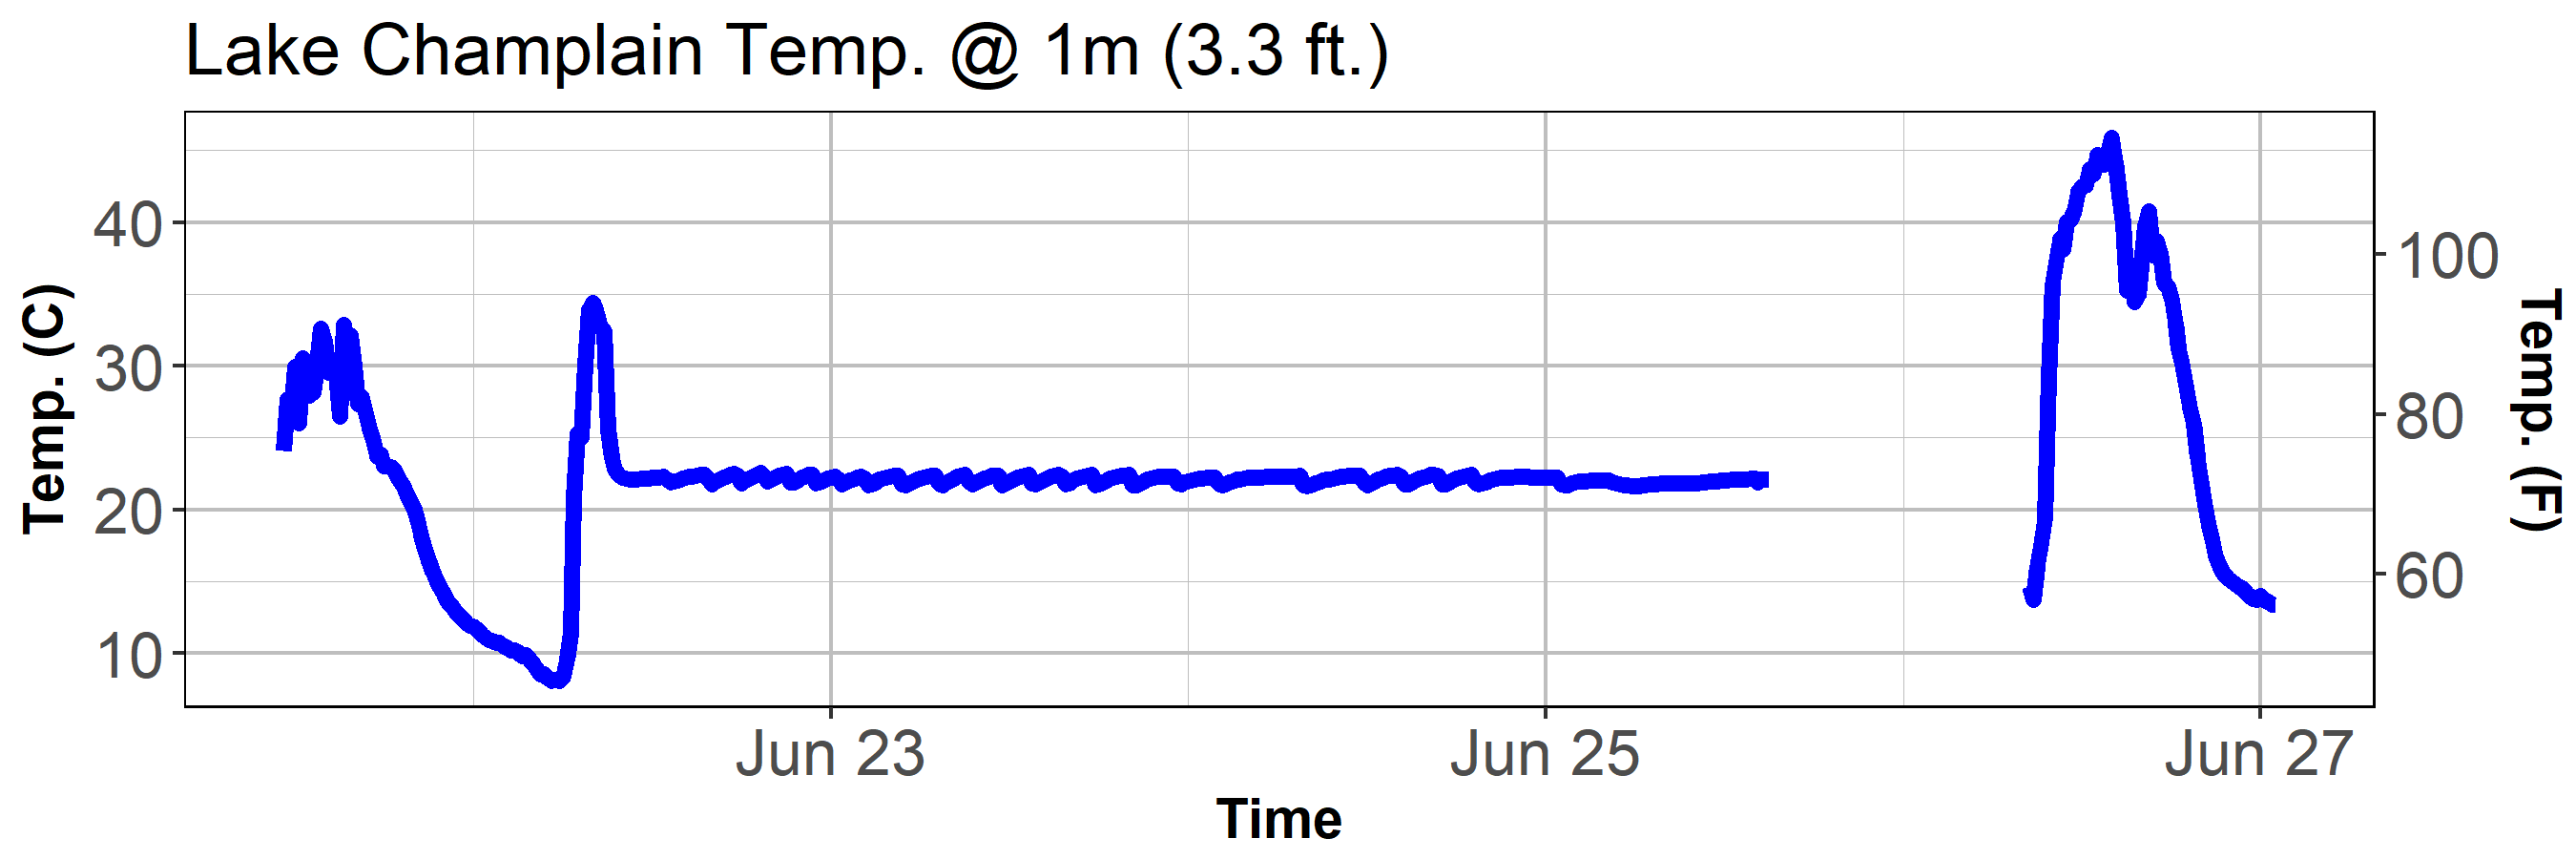 Lake Champlain Temp. @ 1m (3.3 ft.)
Temp. (C)
40
30
20
10
100
80
60
Temp. (F)
Jun 23
Jun 25
Jun 27
Time